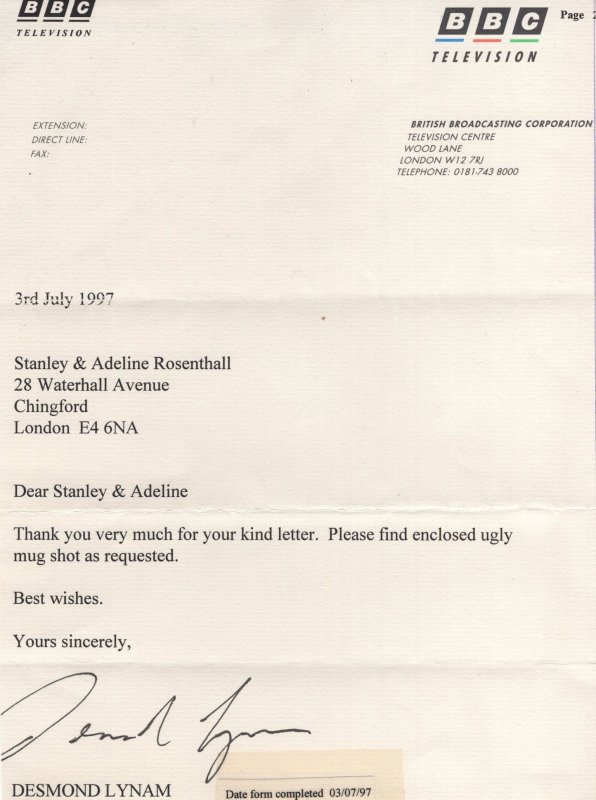 BBC
TELEVISION
BBC
TELEVISION
Page 2
EXTENSION:
DIRECT LINE:
FAX:
BRITISH BROADCASTING CORPORATION
TELEVISION CENTRE
WOOD LANE
LONDON W12 7RJ
TELEPHONE: 0181-743 8000
3rd July 1997
Stanley & Adeline Rosenthall
28 Waterhall Avenue
Chingford
London E4 6NA
Dear Stanley & Adeline
Thank you very much for your kind letter. Please find enclosed ugly
mug shot as requested.
Best wishes.
Yours sincerely,
Desmond Lynam
DESMOND LYNAM
Date form completed 03/07/97